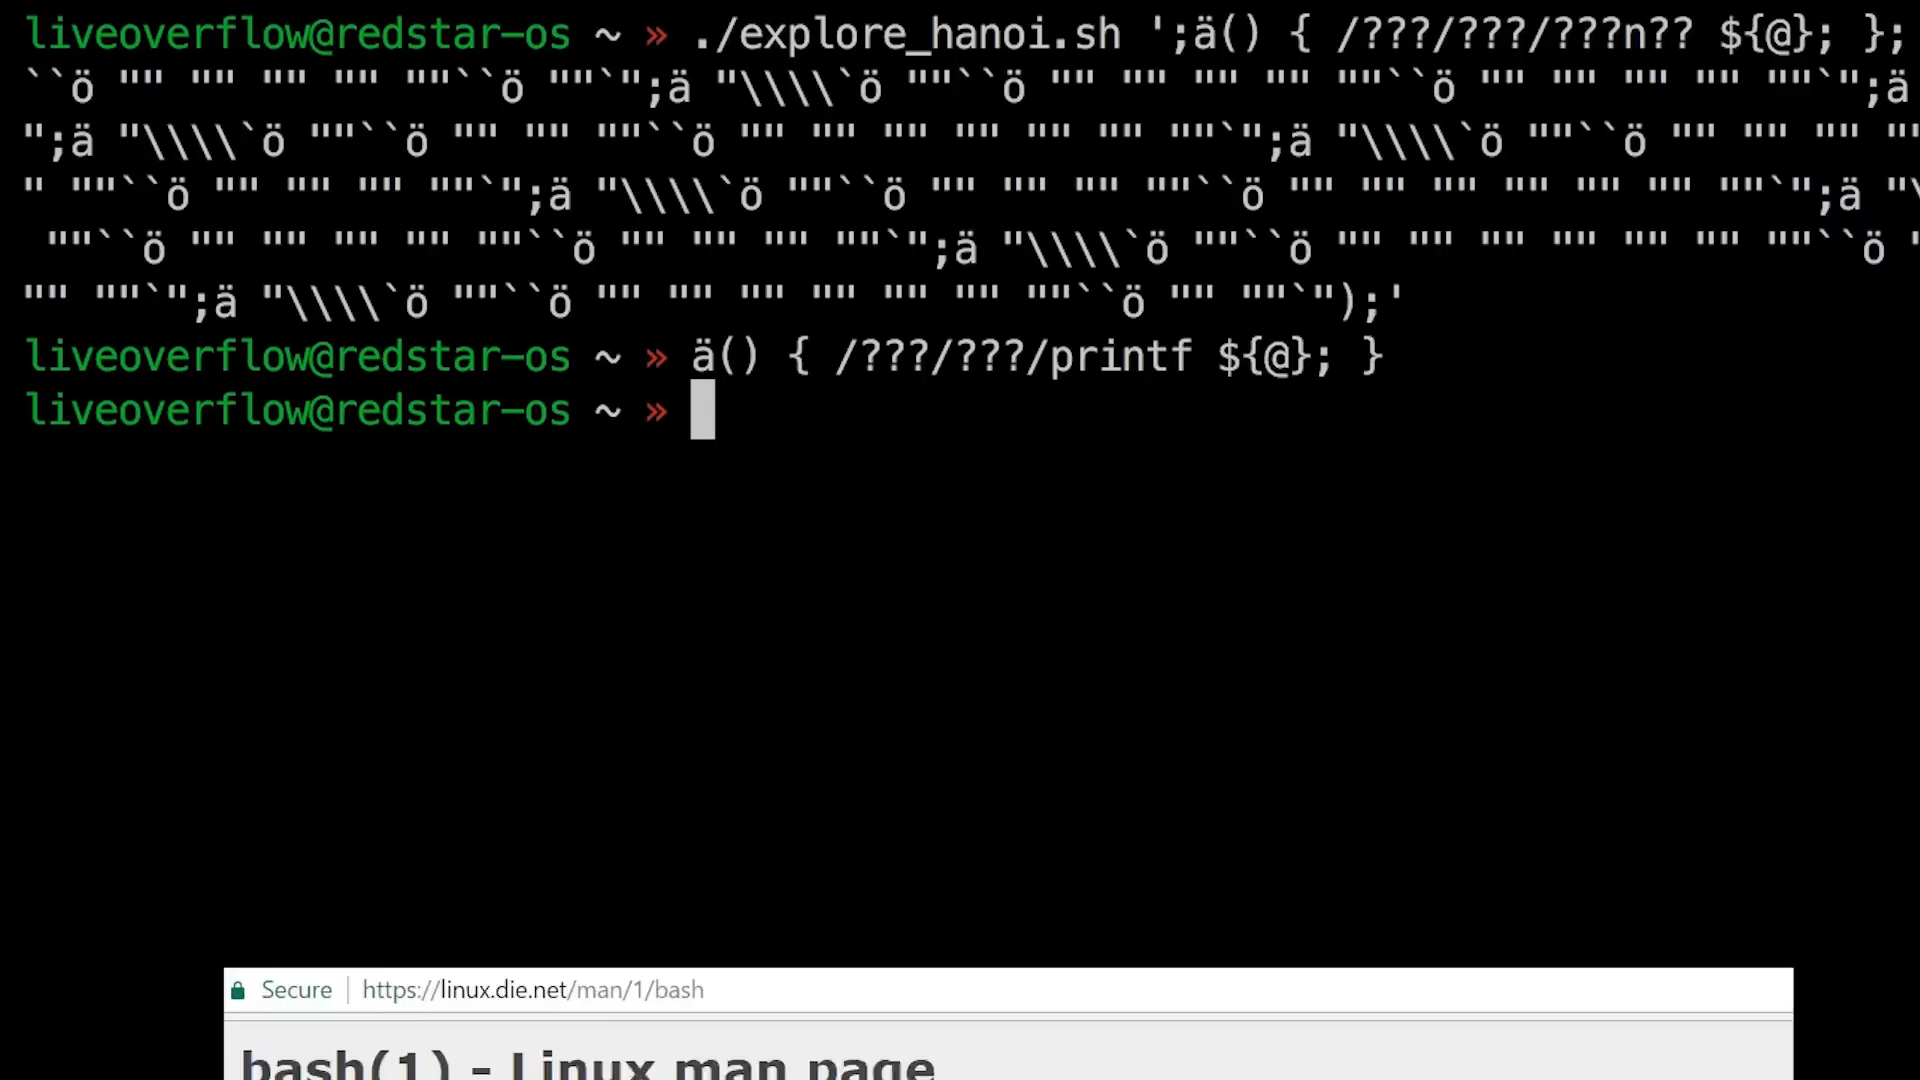 liveoverflow@redstar-os ~ » ./explore_hanoi.sh ';ä() { /???/???/???n?? ${@}; };
``ö "" "" "" "" ""``ö ""`";ä "\\\\`ö ""``ö "" "" "" "" ""``ö "" "" "" "" ""`";ä
";ä "\\\\`ö ""``ö "" "" ""``ö "" "" "" "" "" "" ""`";ä "\\\\`ö ""``ö "" "" "" ""
" ""``ö "" "" "" ""`";ä "\\\\`ö ""``ö "" "" "" ""``ö "" "" "" "" "" "" ""`";ä "\
 ""``ö "" "" "" "" ""``ö "" "" "" ""`";ä "\\\\`ö ""``ö "" "" "" "" "" "" ""``ö "
"" ""`";ä "\\\\`ö ""``ö "" "" "" "" "" "" ""``ö "" ""`");'
liveoverflow@redstar-os ~ » ä() { /???/???/printf ${@}; }
liveoverflow@redstar-os ~ »
Secure | https://linux.die.net/man/1/bash
bash(1) - Linux man page